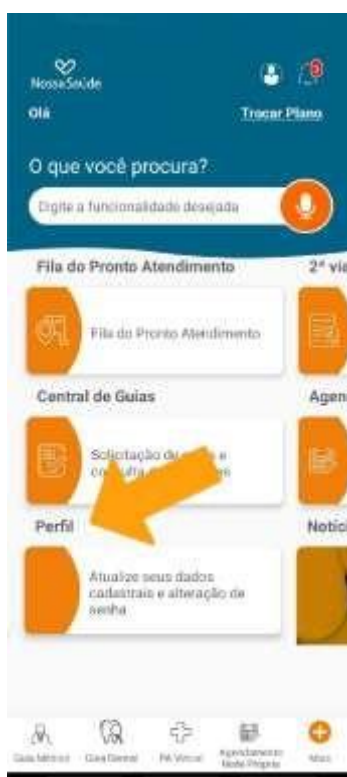 NossaSaúde
5
Olá
Trocar Plano
O que você procura?
Digite a funcionalidade desejada
Fila do Pronto Atendimento
2ª via
Fila do Pronto Atendimento
Central de Guias
Agen
Solicitação de
e
Perfil
Notíc
Atualize seus dados
cadastrais e alteração de
senha
Guia Médico
Guia Dental
PA Virtual
Agendamento
Rede Própria
Mais